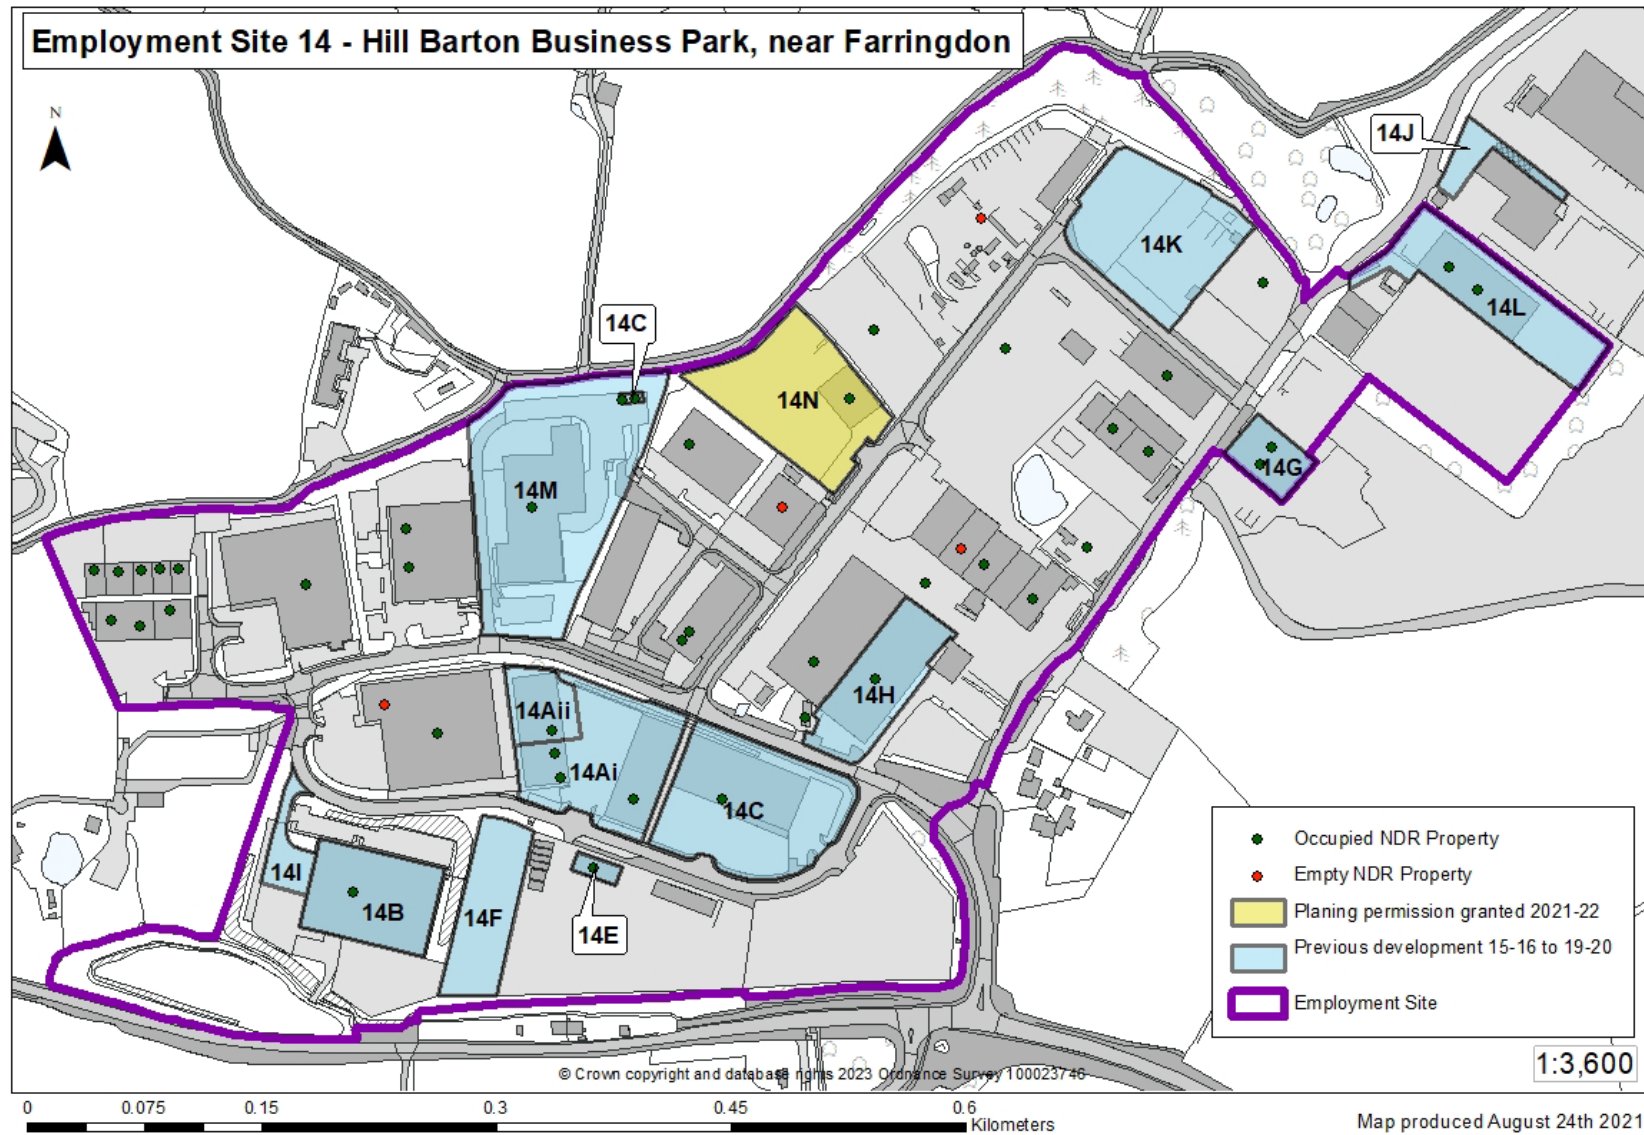 Employment Site 14 - Hill Barton Business Park, near Farringdon
N
14J
14K
14L
14C
14N
14G
14M
14H
14Aii
14Ai
14C
14I
14B
14F
14E
Occupied NDR Property
Empty NDR Property
Planing permission granted 2021-22
Previous development 15-16 to 19-20
Employment Site
1:3,600
© Crown copyright and database rights 2023 Ordnance Survey 100023746
0 0.075 0.15 0.3 0.45 0.6
Kilometers
Map produced August 24th 2021